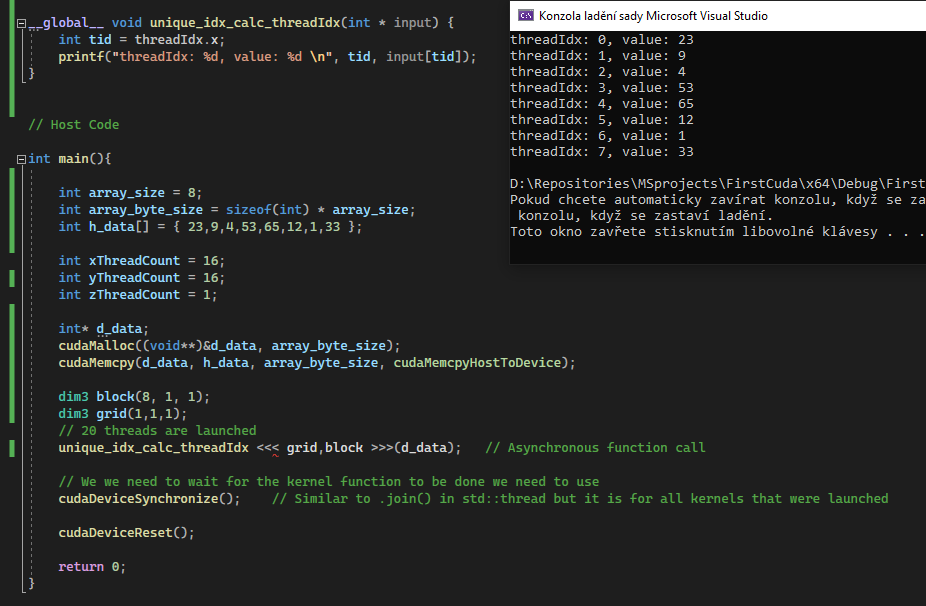 __global__ void unique_idx_calc_threadIdx(int * input) {
int tid = threadIdx.x;
printf("threadIdx: %d, value: %d \n", tid, input[tid]);
}
// Host Code
int main(){
int array_size = 8;
int array_byte_size = sizeof(int) * array_size;
int h_data[] = { 23,9,4,53,65,12,1,33 };
int xThreadCount = 16;
int yThreadCount = 16;
int zThreadCount = 1;
int* d_data;
cudaMalloc((void**)&d_data, array_byte_size);
cudaMemcpy(d_data, h_data, array_byte_size, cudaMemcpyHostToDevice);
dim3 block(8, 1, 1);
dim3 grid(1,1,1);
// 20 threads are launched
unique_idx_calc_threadIdx <<< grid,block >>>(d_data);   // Asynchronous function call
// We we need to wait for the kernel function to be done we need to use
cudaDeviceSynchronize();    // Similar to .join() in std::thread but it is for all kernels that were launched
cudaDeviceReset();
return 0;
}
Konzola ladění sady Microsoft Visual Studio
threadIdx: 0, value: 23
threadIdx: 1, value: 9
threadIdx: 2, value: 4
threadIdx: 3, value: 53
threadIdx: 4, value: 65
threadIdx: 5, value: 12
threadIdx: 6, value: 1
threadIdx: 7, value: 33
D:\Repositories\MSprojects\FirstCuda\x64\Debug\First
Pokud chcete automaticky zavírat konzolu, když se za
konzolu, když se zastaví ladění.
Toto okno zavřete stisknutím libovolné klávesy . . .